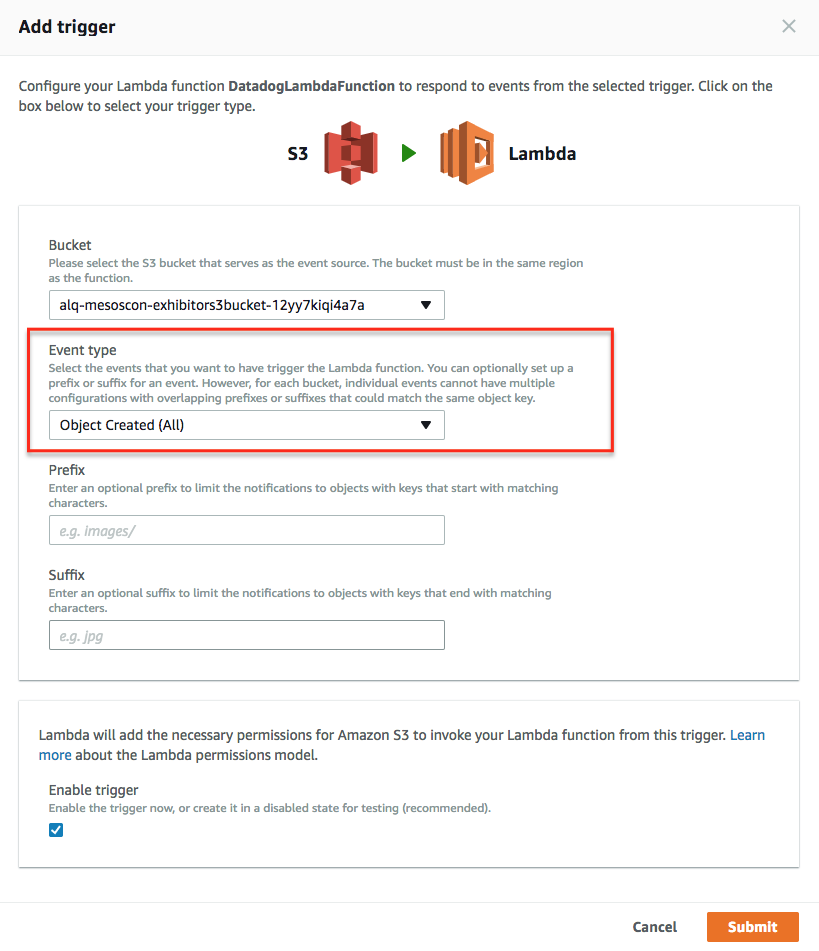 Add trigger
Configure your Lambda function DatadogLambdaFunction to respond to events from the selected trigger. Click on the
box below to select your trigger type.
S3
Lambda
Bucket
Please select the S3 bucket that serves as the event source. The bucket must be in the same region
as the function.
alq-mesoscon-exhibitors3bucket-12yy7kiqi4a7a
Event type
Select the events that you want to have trigger the Lambda function. You can optionally set up a
prefix or suffix for an event. However, for each bucket, individual events cannot have multiple
configurations with overlapping prefixes or suffixes that could match the same object key.
Object Created (All)
Prefix
Enter an optional prefix to limit the notifications to objects with keys that start with matching
characters.
e.g. images/
Suffix
Enter an optional suffix to limit the notifications to objects with keys that end with matching
characters.
e.g. jpg
Lambda will add the necessary permissions for Amazon S3 to invoke your Lambda function from this trigger. Learn
more about the Lambda permissions model.
Enable trigger
Enable the trigger now, or create it in a disabled state for testing (recommended).
Cancel
Submit